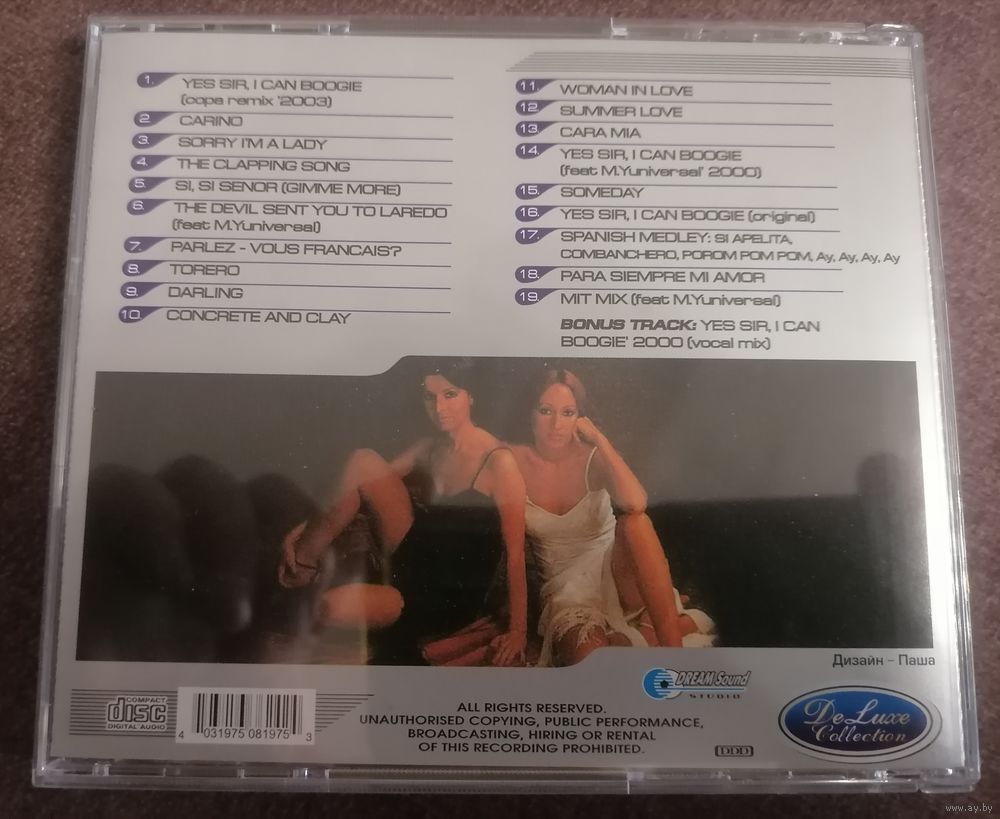 1. YES SIR, I CAN BOOGIE
(copa remix '2003)
2. CARINO
3. SORRY I'M A LADY
4. THE CLAPPING SONG
5. SI, SI SENOR (GIMME MORE)
6. THE DEVIL SENT YOU TO LAREDO
(feat M.Yuniversal)
7. PARLEZ - VOUS FRANCAIS?
8. TORERO
9. DARLING
10. CONCRETE AND CLAY
11. WOMAN IN LOVE
12. SUMMER LOVE
13. CARA MIA
14. YES SIR, I CAN BOOGIE
(feat M.Yuniversal' 2000)
15. SOMEDAY
16. YES SIR, I CAN BOOGIE (original)
17. SPANISH MEDLEY: SI APELITA,
COMBANCHERO, POROM POM POM, Ay, Ay, Ay, Ay
18. PARA SIEMPRE MI AMOR
19. MIT MIX (feat M.Yuniversal)
BONUS TRACK: YES SIR, I CAN
BOOGIE' 2000 (vocal mix)
Дизайн - Паша
DREAM Sound
STUDIO
COMPACT
disc
DIGITAL AUDIO
4 031975 081975 3
ALL RIGHTS RESERVED.
UNAUTHORISED COPYING, PUBLIC PERFORMANCE,
BROADCASTING, HIRING OR RENTAL
OF THIS RECORDING PROHIBITED.
DDD
DeLuxe
Collection
www.ay.by